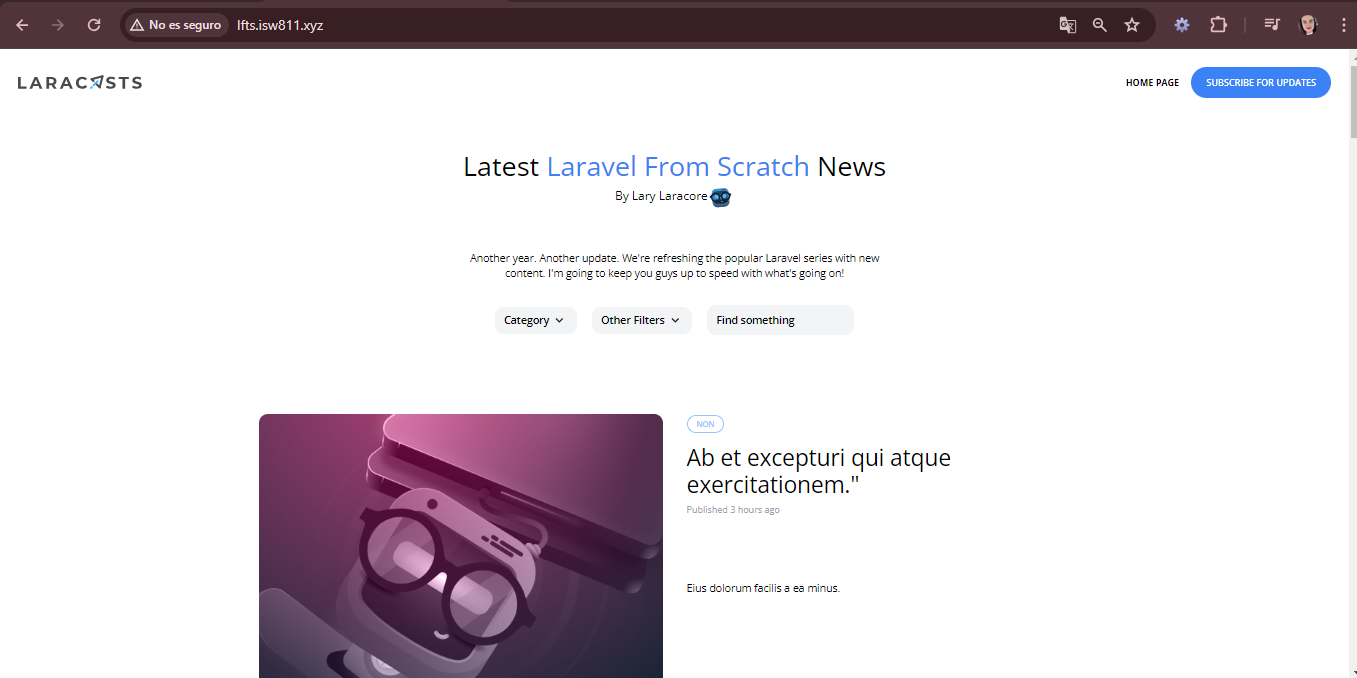 No es seguro
lfts.isw811.xyz
LARACASTS
HOME PAGE
SUBSCRIBE FOR UPDATES
Latest Laravel From Scratch News
By Lary Laracore
Another year. Another update. We're refreshing the popular Laravel series with new
content. I'm going to keep you guys up to speed with what's going on!
Category
Other Filters
Find something
NON
Ab et excepturi qui atque
exercitationem."
Published 3 hours ago
Eius dolorum facilis a ea minus.